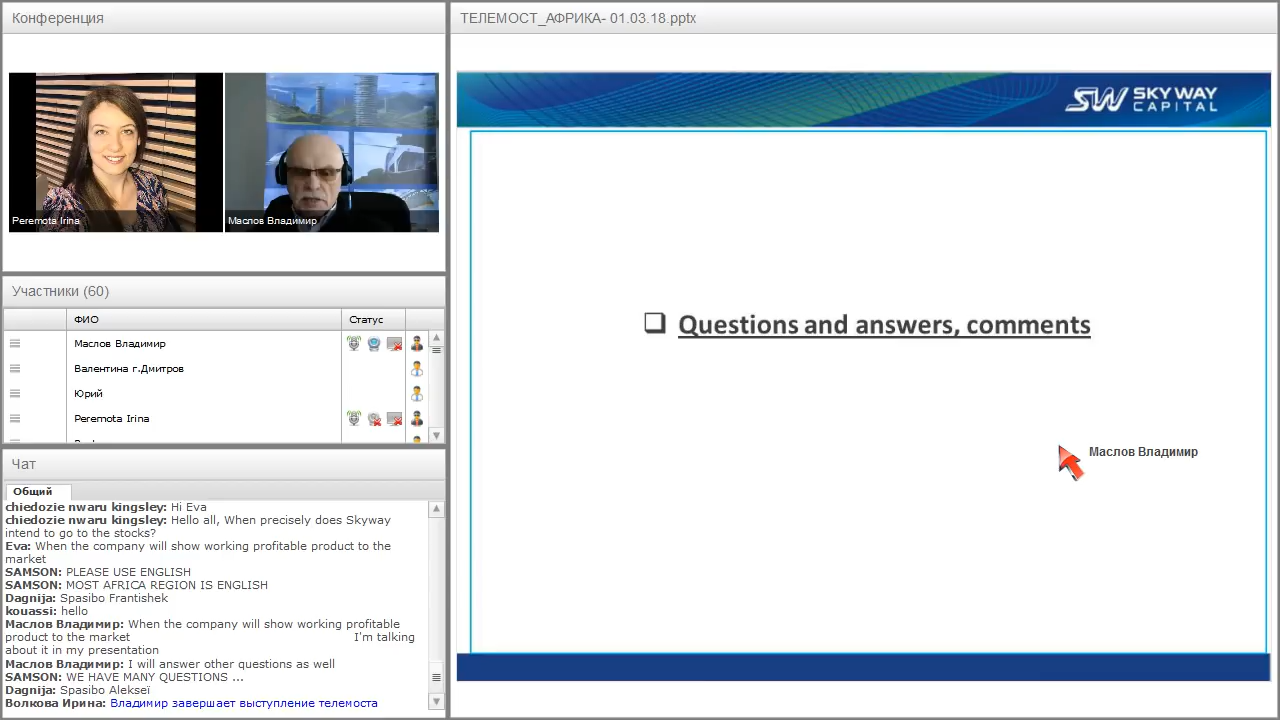 Конференция
Peremota Irina
Маслов Владимир
Участники (60)
ФИО
Статус
Маслов Владимир
Валентина г.Дмитров
Юрий
Peremota Irina
Чат
Общий
chiedozie nwaru kingsley: Hi Eva
chiedozie nwaru kingsley: Hello all, When precisely does Skyway
intend to go to the stocks?
Eva: When the company will show working profitable product to the
market
SAMSON: PLEASE USE ENGLISH
SAMSON: MOST AFRICA REGION IS ENGLISH
Dagnija: Spasibo Frantishek
kouassi: hello
Маслов Владимир: When the company will show working profitable
product to the market I'm talking
about it in my presentation
Маслов Владимир: I will answer other questions as well
SAMSON: WE HAVE MANY QUESTIONS ...
Dagnija: Spasibo Alekseï
Волкова Ирина: Владимир завершает выступление телемоста
ТЕЛЕМОСТ_АФРИКА- 01.03.18.pptx
SW SKY WAY
CAPITAL
Questions and answers, comments
Маслов Владимир